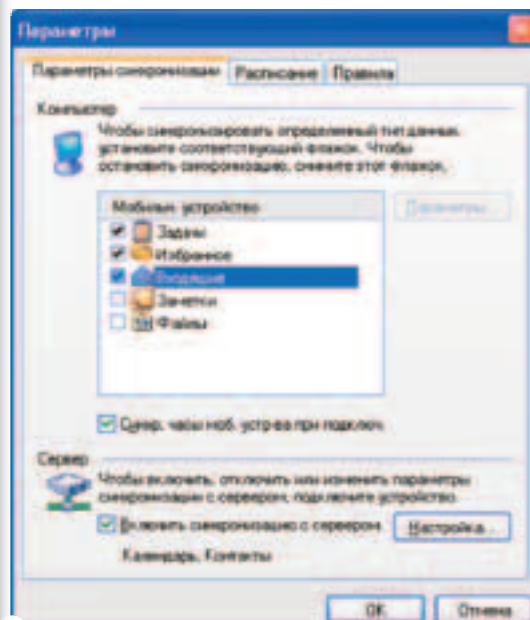 Параметры
Параметры синхронизации Расписание Правила
Компьютер
Чтобы синхронизировать определенный тип данных,
установите соответствующий флажок. Чтобы
остановить синхронизацию, снимите этот флажок.
Мобильн. устройство
Параметры...
Задачи
Избранное
Входящие
Заметки
Файлы
Синхр. часы моб. устр-ва при подключ.
Сервер
Чтобы включить, отключить или изменить параметры
синхронизации с сервером, подключите устройство.
Включить синхронизацию с сервером
Настройка...
Календарь, Контакты
ОК Отмена